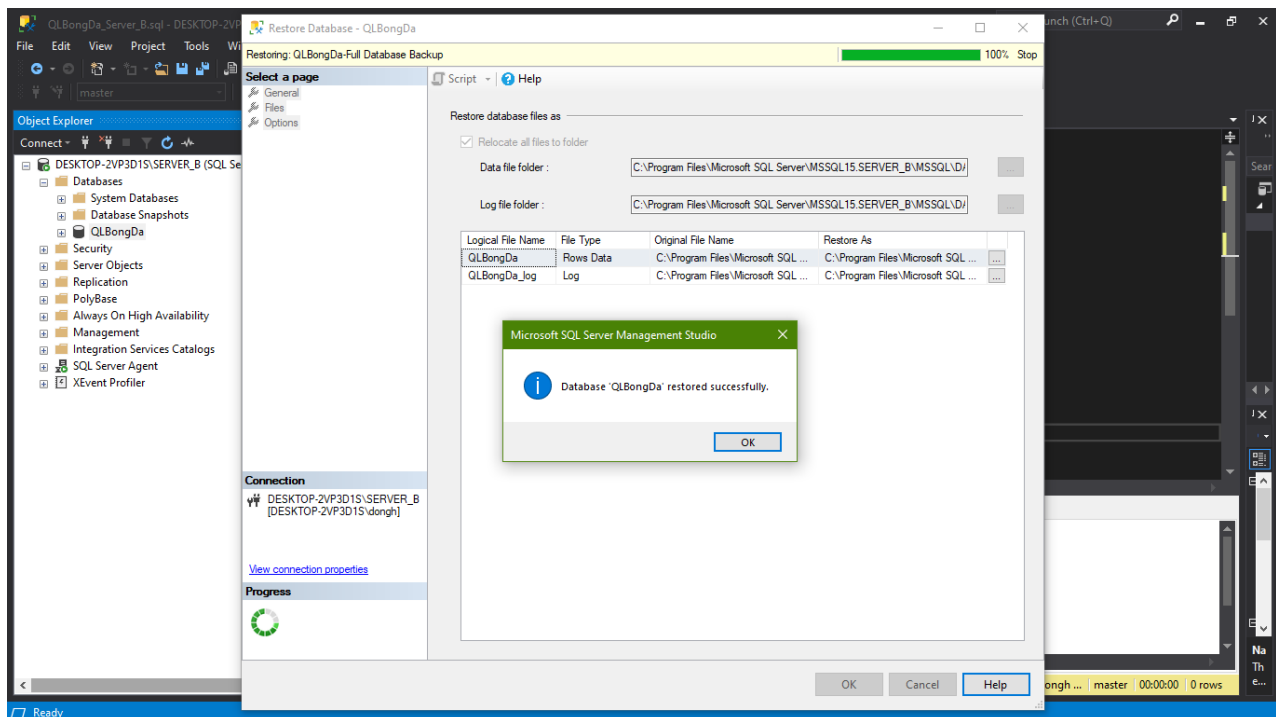 QLBongDa_Server_B.sql - DESKTOP-2VP
unch (Ctrl+Q)
File Edit View Project Tools Wi
master
Object Explorer
Connect
DESKTOP-2VP3D1S\SERVER_B (SQL Se
Databases
System Databases
Database Snapshots
QLBongDa
Security
Server Objects
Replication
PolyBase
Always On High Availability
Management
Integration Services Catalogs
SQL Server Agent
XEvent Profiler
Restore Database - QLBongDa
Restoring: QLBongDa-Full Database Backup
100% Stop
Select a page
General
Files
Options
Script Help
Restore database files as
Relocate all files to folder
Data file folder : C:\Program Files\Microsoft SQL Server\MSSQL15.SERVER_B\MSSQL\D/ ...
Log file folder : C:\Program Files\Microsoft SQL Server\MSSQL15.SERVER_B\MSSQL\D/ ...
Logical File Name File Type Original File Name Restore As
QLBongDa Rows Data C:\Program Files\Microsoft SQL ... C:\Program Files\Microsoft SQL ... ...
QLBongDa_log Log C:\Program Files\Microsoft SQL ... C:\Program Files\Microsoft SQL ... ...
Microsoft SQL Server Management Studio
Database 'QLBongDa' restored successfully.
OK
Connection
DESKTOP-2VP3D1S\SERVER_B
[DESKTOP-2VP3D1S\dongh]
View connection properties
Progress
OK Cancel Help
Sear
Na
Th
e...
ongh ... master 00:00:00 0 rows
Ready